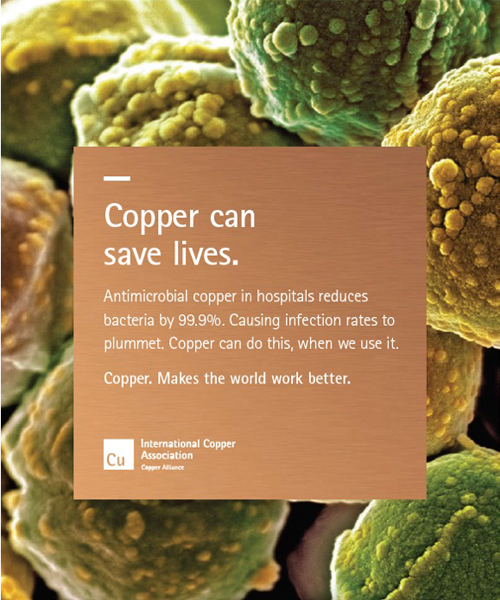 Copper can
save lives.
Antimicrobial copper in hospitals reduces
bacteria by 99.9%. Causing infection rates to
plummet. Copper can do this, when we use it.
Copper. Makes the world work better.
Cu
International Copper
Association
Copper Alliance